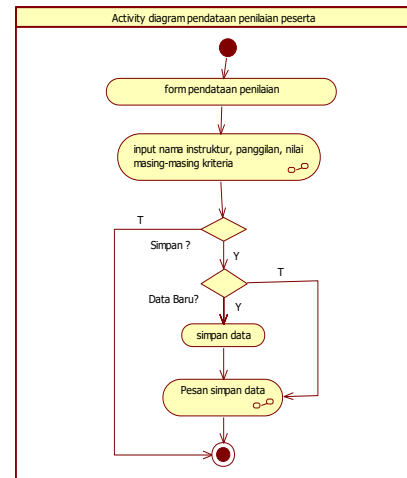 Activity diagram pendataan penilaian peserta
form pendataan penilaian
input nama instruktur, panggilan, nilai
masing-masing kriteria
T
Simpan ?
Y
T
Data Baru?
Y
simpan data
Pesan simpan data